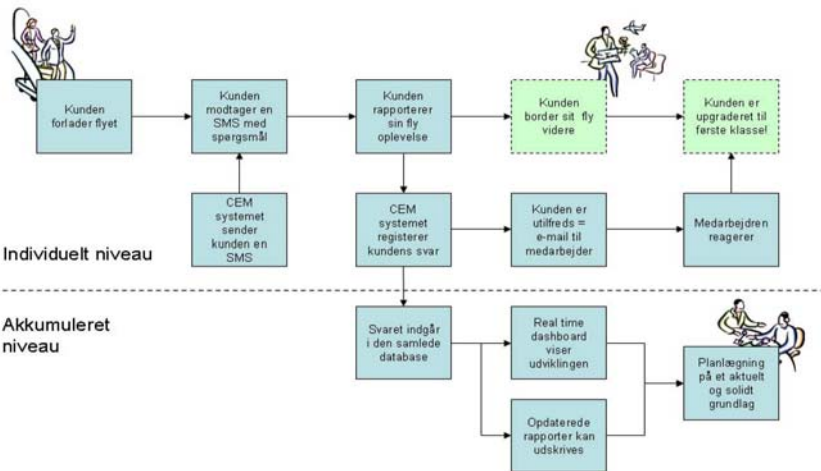 Kunden
forlader flyet
Kunden
modtager en
SMS med
spørgsmål
Kunden
rapporterer
sin fly
oplevelse
Kunden
border sit fly
videre
Kunden er
upgraderet til
første klasse!
CEM
systemet
sender
kunden en
SMS
CEM
systemet
registerer
kundens svar
Kunden er
utilfreds =
e-mail til
medarbejder
Medarbejdren
reagerer
Individuelt niveau
Akkumuleret
niveau
Svaret indgår
i den samlede
database
Real time
dashboard
viser
udviklingen
Planlægning
på et aktuelt
og solidt
grundlag
Opdaterede
rapporter kan
udskrives